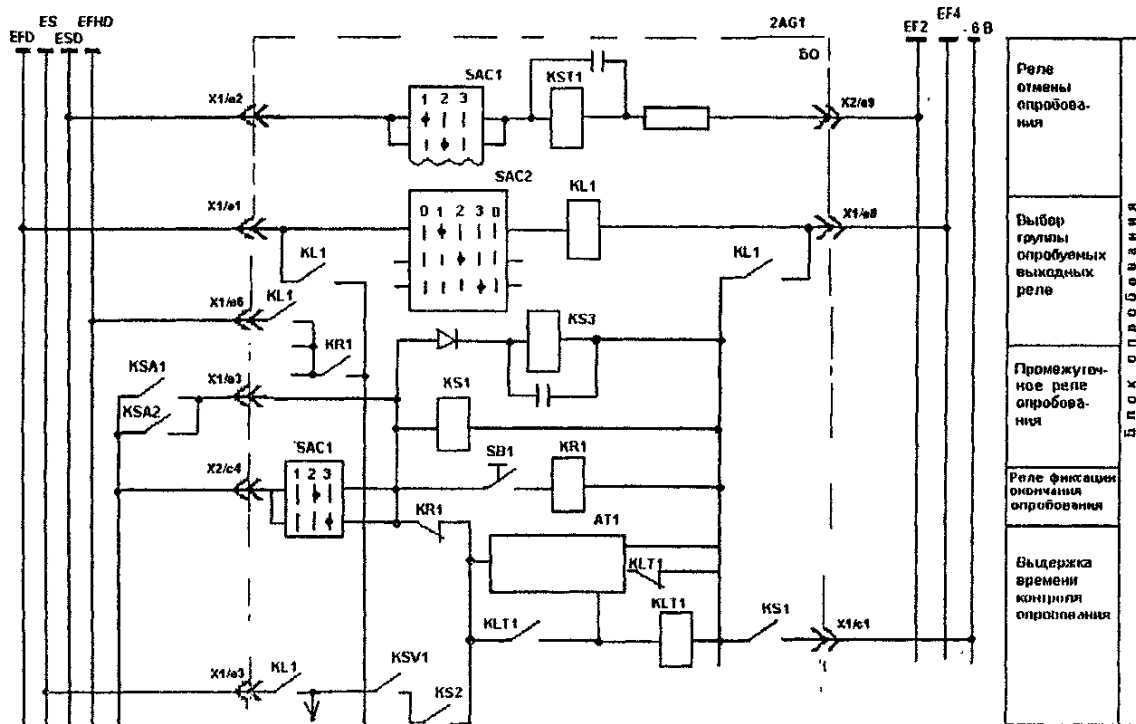 ES EFHD
EFD ESD
2AG1
EF2 EF4 - 6 В
БО
SAC1
1 2 3
KST1
X1/a2
X2/a9
Реле
отмены
опробова-
ния
SAC2
0 1 2 3 0
KL1
X1/a1
X1/a8
Выбор
группы
опробуемых
выходных
реле
KL1
KL1
X1/a6
KL1
KR1
KS3
KSA1
X1/a3
KSA2
KS1
Промежуточ-
ное реле
опробова-
ния
SAC1
1 2 3
X2/c4
SB1
KR1
Реле фиксации
окончания
опробования
KR1
AT1
KLT1
Выдержка
времени
контроля
опробования
KLT1
KLT1
KS1
X1/c1
X1/a3
KL1
KSV1
KS2
Блок опробования